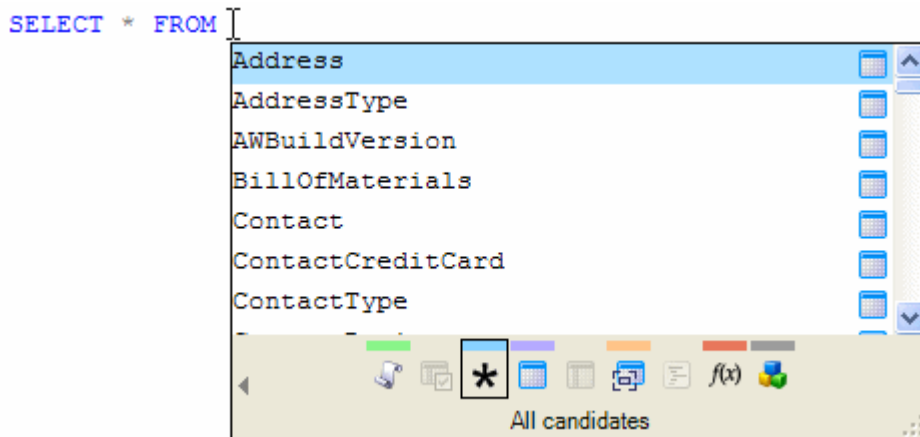 SELECT * FROM
Address
AddressType
AWBuildVersion
BillOfMaterials
Contact
ContactCreditCard
ContactType
* f(x)
All candidates